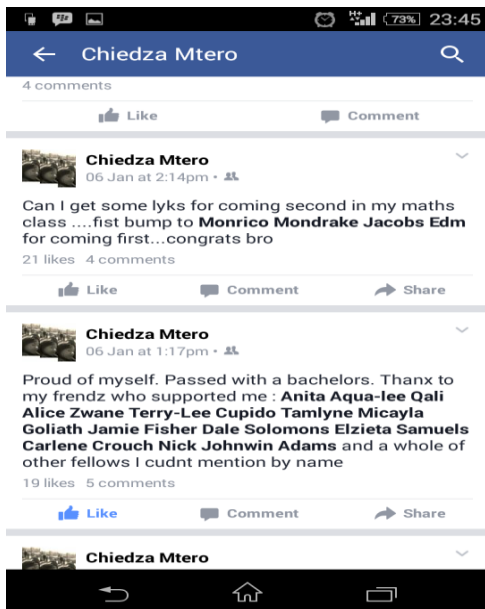 H+ 73% 23:45
Chiedza Mtero
4 comments
Like Comment
Chiedza Mtero
06 Jan at 2:14pm •
Can I get some lyks for coming second in my maths
class ....fist bump to Monrico Mondrake Jacobs Edm
for coming first...congrats bro
21 likes 4 comments
Like Comment Share
Chiedza Mtero
06 Jan at 1:17pm •
Proud of myself. Passed with a bachelors. Thanx to
my frendz who supported me : Anita Aqua-lee Qali
Alice Zwane Terry-Lee Cupido Tamlyne Micayla
Goliath Jamie Fisher Dale Solomons Elzieta Samuels
Carlene Crouch Nick Johnwin Adams and a whole of
other fellows I cudnt mention by name
19 likes 5 comments
Like Comment Share
Chiedza Mtero